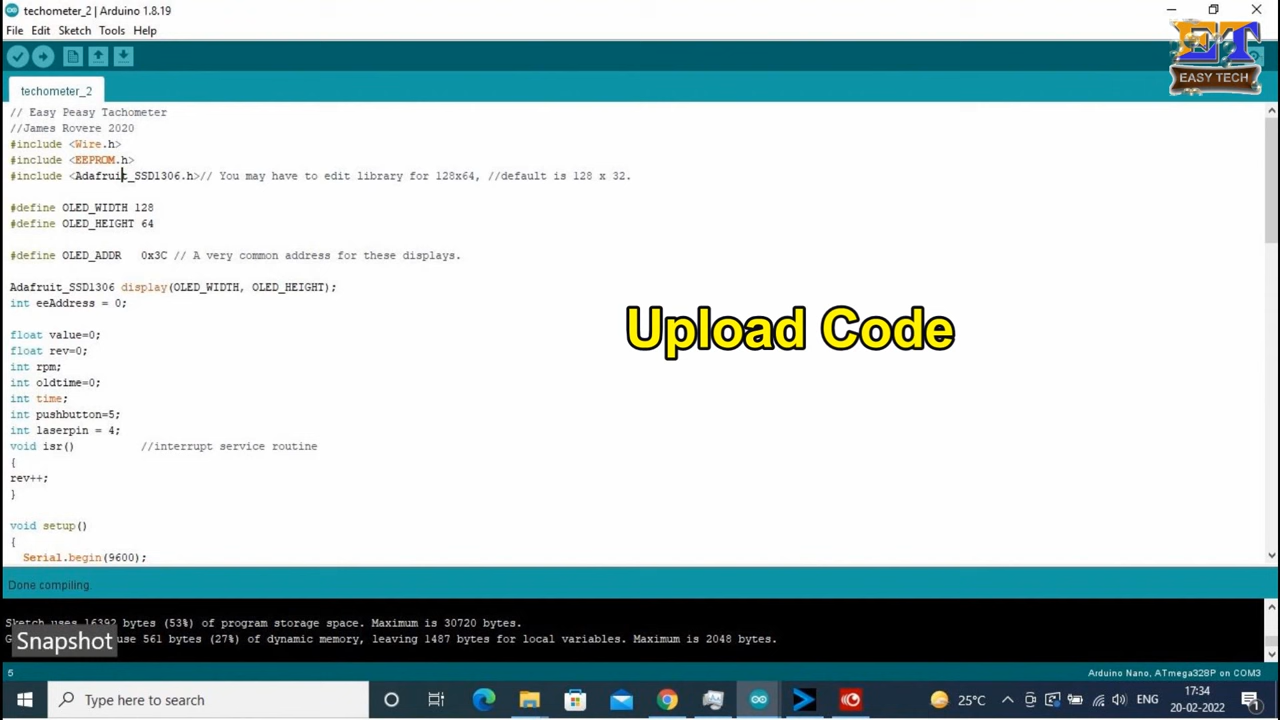 techometer_2 | Arduino 1.8.19
File Edit Sketch Tools Help
ET
EASY TECH
techometer_2
// Easy Peasy Tachometer
//James Rovere 2020
#include <Wire.h>
#include <EEPROM.h>
#include <Adafruit_SSD1306.h>// You may have to edit library for 128x64, //default is 128 x 32.
#define OLED_WIDTH 128
#define OLED_HEIGHT 64
#define OLED_ADDR   0x3C // A very common address for these displays.
Adafruit_SSD1306 display(OLED_WIDTH, OLED_HEIGHT);
int eeAddress = 0;
float value=0;
float rev=0;
int rpm;
int oldtime=0;
int time;
int pushbutton=5;
int laserpin = 4;
void isr()          //interrupt service routine
{
rev++;
}
void setup()
{
Serial.begin(9600);
Upload Code
Done compiling.
Sketch uses 16392 bytes (53%) of program storage space. Maximum is 30720 bytes.
use 561 bytes (27%) of dynamic memory, leaving 1487 bytes for local variables. Maximum is 2048 bytes.
Snapshot
5
Arduino Nano, ATmega328P on COM3
Type here to search
25°C
ENG
17:34
20-02-2022
1